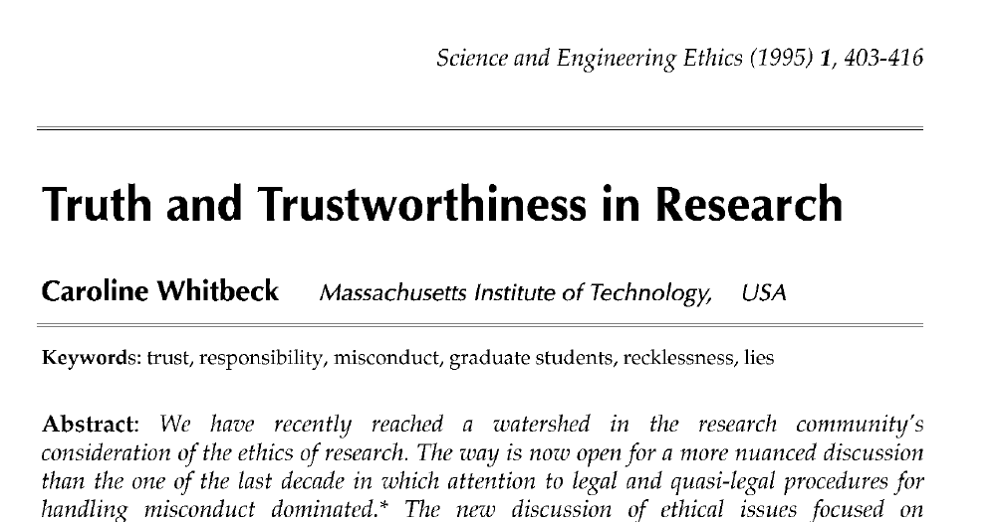 Science and Engineering Ethics (1995) 1, 403-416
Truth and Trustworthiness in Research
Caroline Whitbeck Massachusetts Institute of Technology, USA
Keywords: trust, responsibility, misconduct, graduate students, recklessness, lies
Abstract: We have recently reached a watershed in the research community's
consideration of the ethics of research. The way is now open for a more nuanced discussion
than the one of the last decade in which attention to legal and quasi-legal procedures for
handling misconduct dominated.* The new discussion of ethical issues focused on